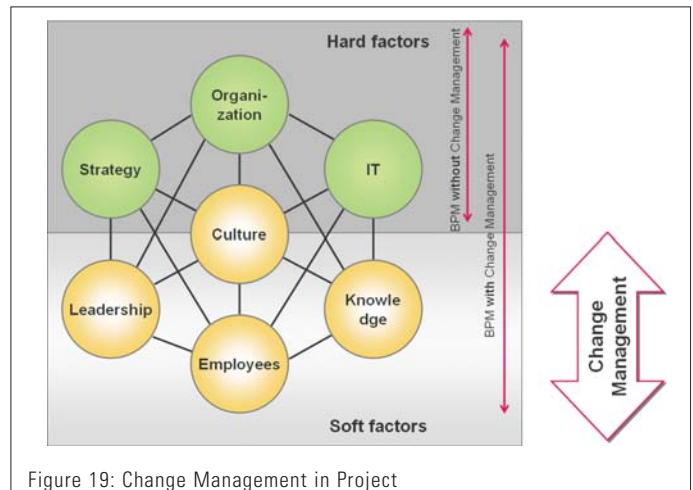 Hard factors
Organi-
zation
Strategy
IT
Culture
Leadership
Knowle
dge
Employees
Soft factors
BPM without Change Management
BPM with Change Management
Change
Management
Figure 19: Change Management in Project